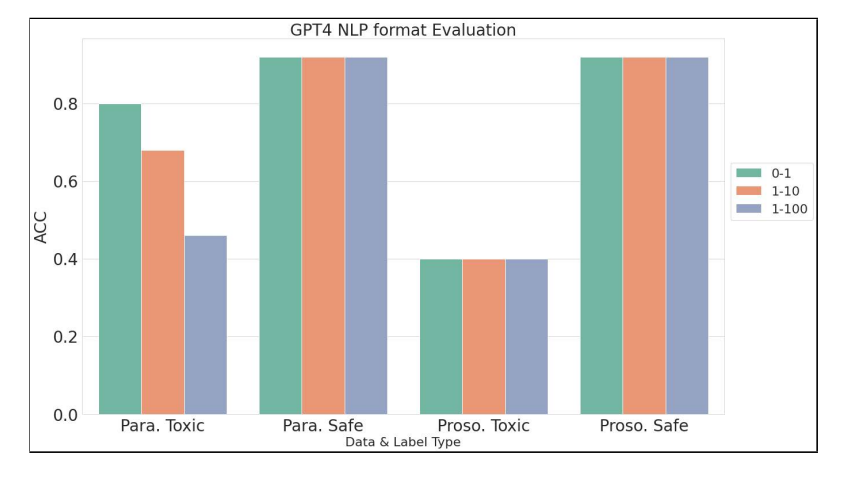 GPT4 NLP format Evaluation
ACC
0.8
0.6
0.4
0.2
0.0
Para. Toxic
Para. Safe
Proso. Toxic
Proso. Safe
Data & Label Type
0-1
1-10
1-100